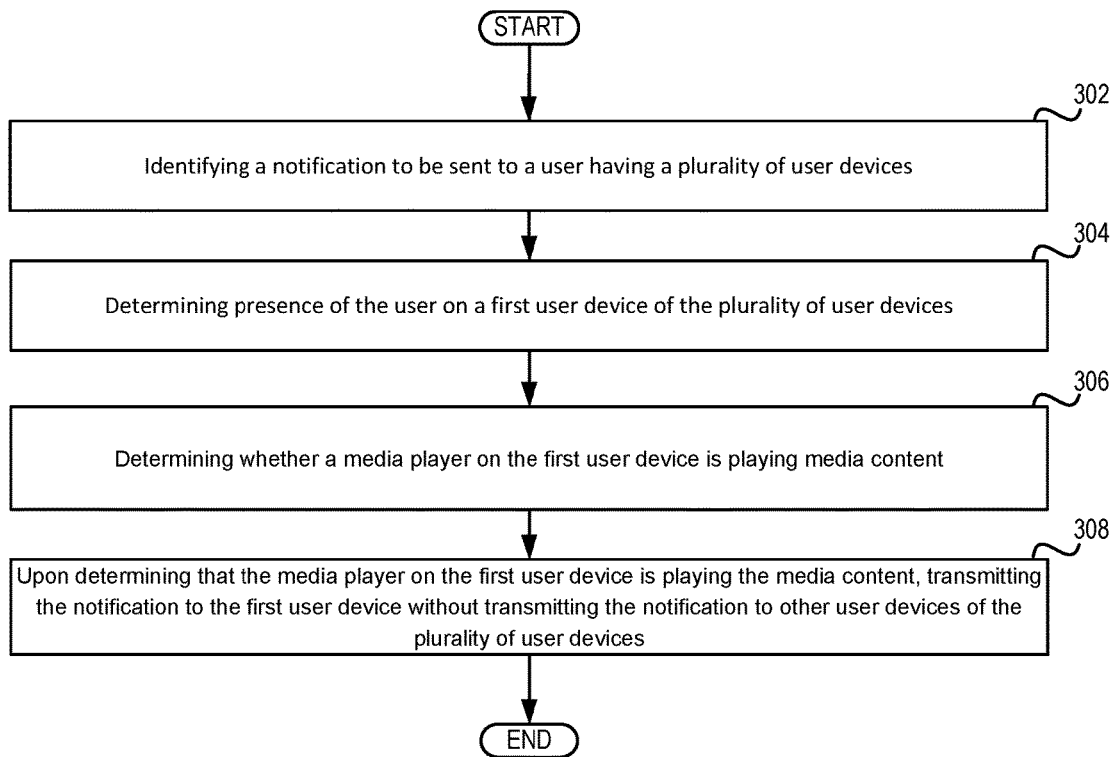 START
302
Identifying a notification to be sent to a user having a plurality of user devices
304
Determining presence of the user on a first user device of the plurality of user devices
306
Determining whether a media player on the first user device is playing media content
308
Upon determining that the media player on the first user device is playing the media content, transmitting
the notification to the first user device without transmitting the notification to other user devices of the
plurality of user devices
END